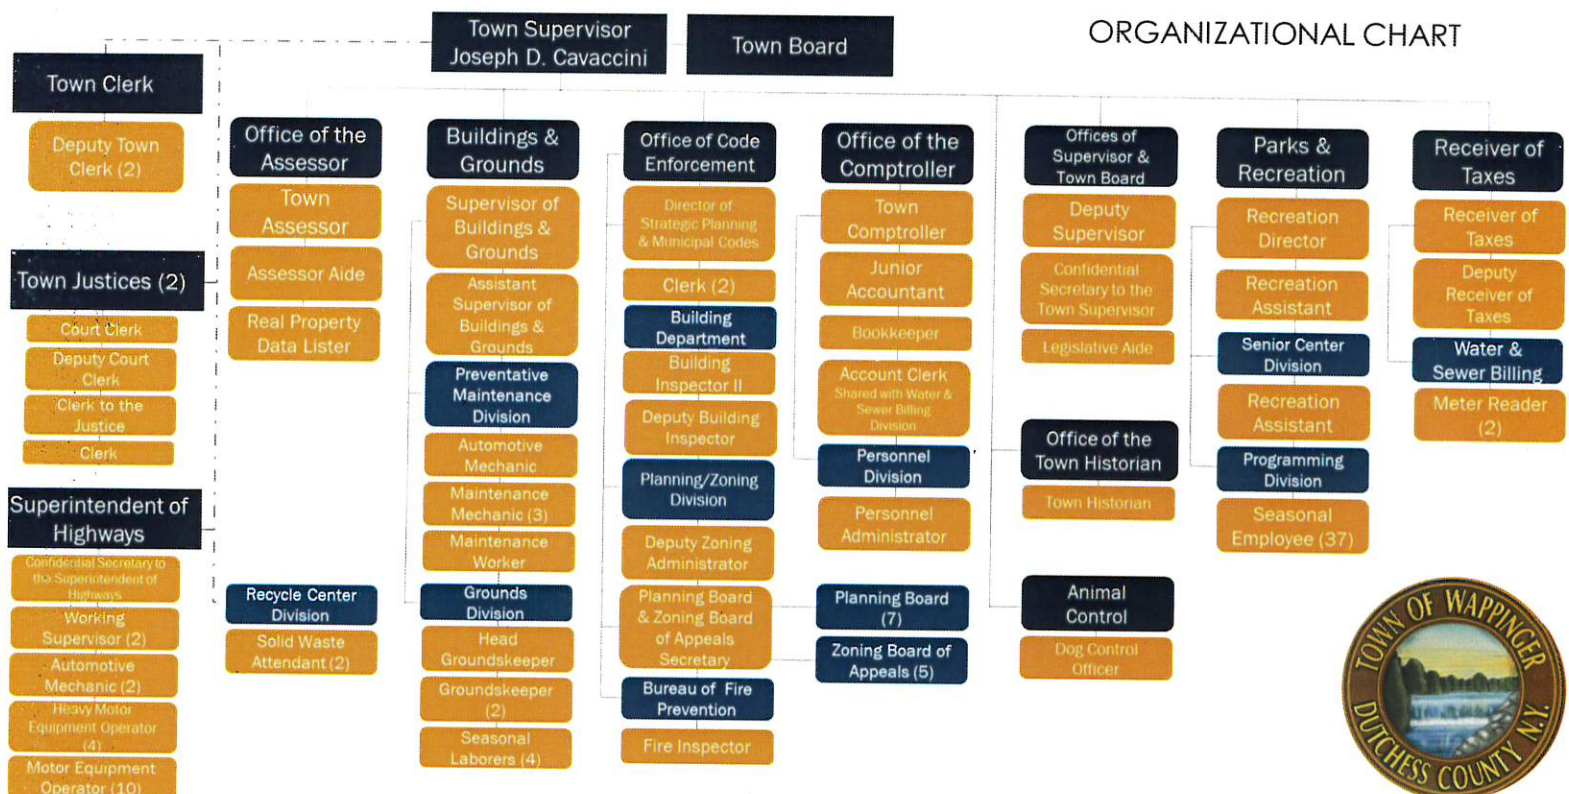 ORGANIZATIONAL CHART
Town Supervisor
Joseph D. Cavaccini
Town Board
Town Clerk
Deputy Town
Clerk (2)
Town Justices (2)
Court Clerk
Deputy Court
Clerk
Clerk to the
Justice
Clerk
Superintendent of
Highways
Confidential Secretary to
the Superintendent of
Highways
Working
Supervisor (2)
Automotive
Mechanic (2)
Heavy Motor
Equipment Operator
(4)
Motor Equipment
Operator (10)
Office of the
Assessor
Town
Assessor
Assessor Aide
Real Property
Data Lister
Recycle Center
Division
Solid Waste
Attendant (2)
Buildings &
Grounds
Supervisor of
Buildings &
Grounds
Assistant
Supervisor of
Buildings &
Grounds
Preventative
Maintenance
Division
Automotive
Mechanic
Maintenance
Mechanic (3)
Maintenance
Worker
Grounds
Division
Head
Groundskeeper
Groundskeeper
(2)
Seasonal
Laborers (4)
Office of Code
Enforcement
Director of
Strategic Planning
& Municipal Codes
Clerk (2)
Building
Department
Building
Inspector II
Deputy Building
Inspector
Planning/Zoning
Division
Deputy Zoning
Administrator
Planning Board
& Zoning Board
of Appeals
Secretary
Bureau of Fire
Prevention
Fire Inspector
Office of the
Comptroller
Town
Comptroller
Junior
Accountant
Bookkeeper
Account Clerk
Shared with Water &
Sewer Billing
Division
Personnel
Division
Personnel
Administrator
Planning Board
(7)
Zoning Board of
Appeals (5)
Offices of
Supervisor &
Town Board
Deputy
Supervisor
Confidential
Secretary to the
Town Supervisor
Legislative Aide
Office of the
Town Historian
Town Historian
Animal
Control
Dog Control
Officer
Parks &
Recreation
Recreation
Director
Recreation
Assistant
Senior Center
Division
Recreation
Assistant
Programming
Division
Seasonal
Employee (37)
Receiver of
Taxes
Receiver of
Taxes
Deputy
Receiver of
Taxes
Water &
Sewer Billing
Meter Reader
(2)
TOWN OF WAPPINGER
DUTCHESS COUNTY N.Y.